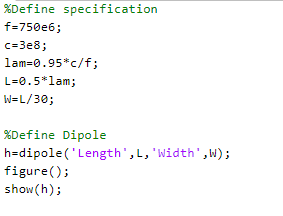 %Define specification
f=750e6;
c=3e8;
lam=0.95*c/f;
L=0.5*lam;
W=L/30;
%Define Dipole
h=dipole('Length',L,'Width',W);
figure();
show(h);